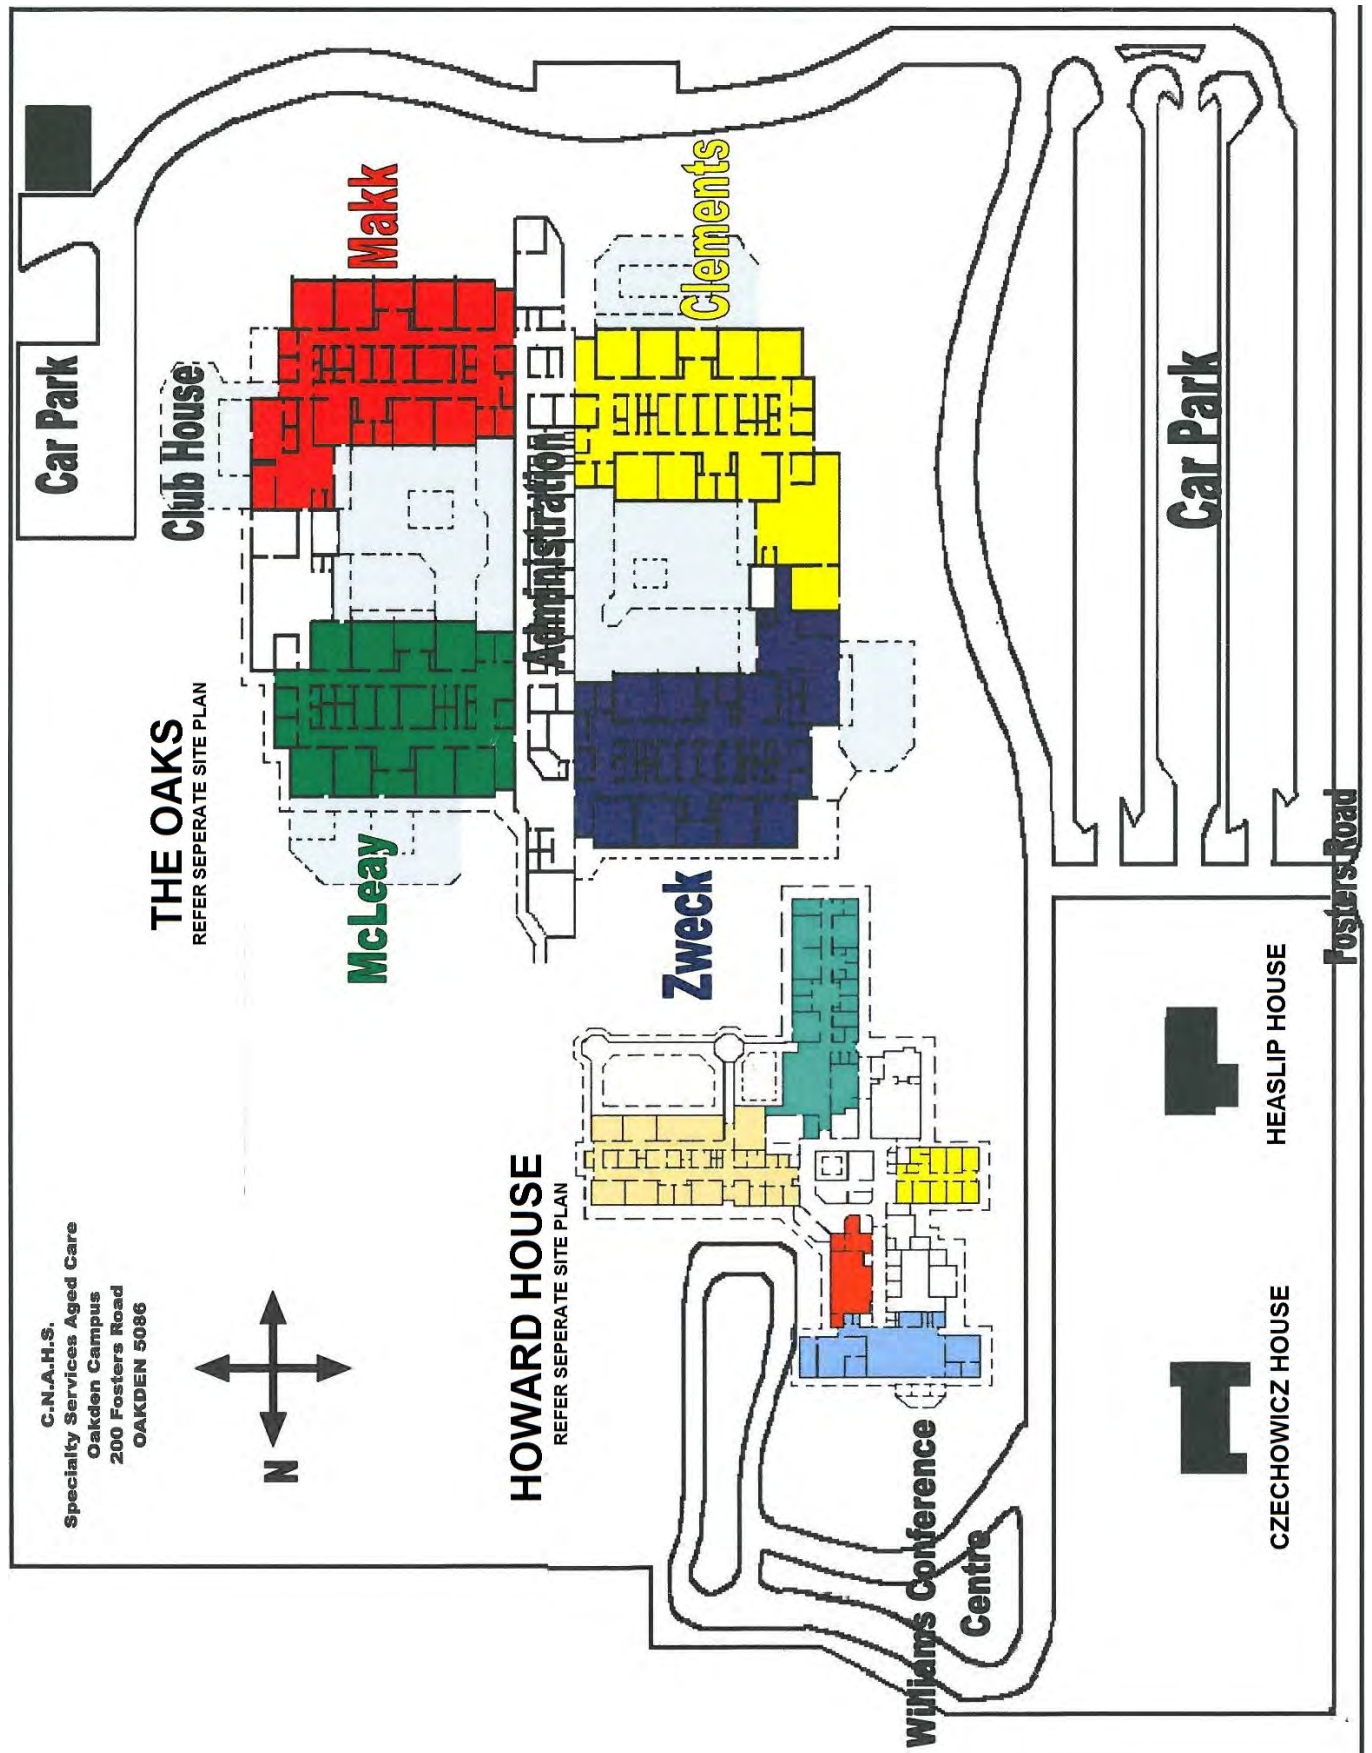 C.N.A.H.S.
Specialty Services Aged Care
Oakden Campus
200 Fosters Road
OAKDEN 5086
N
THE OAKS
REFER SEPERATE SITE PLAN
Car Park
Club House
McLeay
Makk
Administration
Zweck
Clements
HOWARD HOUSE
REFER SEPERATE SITE PLAN
Williams Conference
Centre
Car Park
CZECHOWICZ HOUSE
HEASLIP HOUSE
Fosters Road